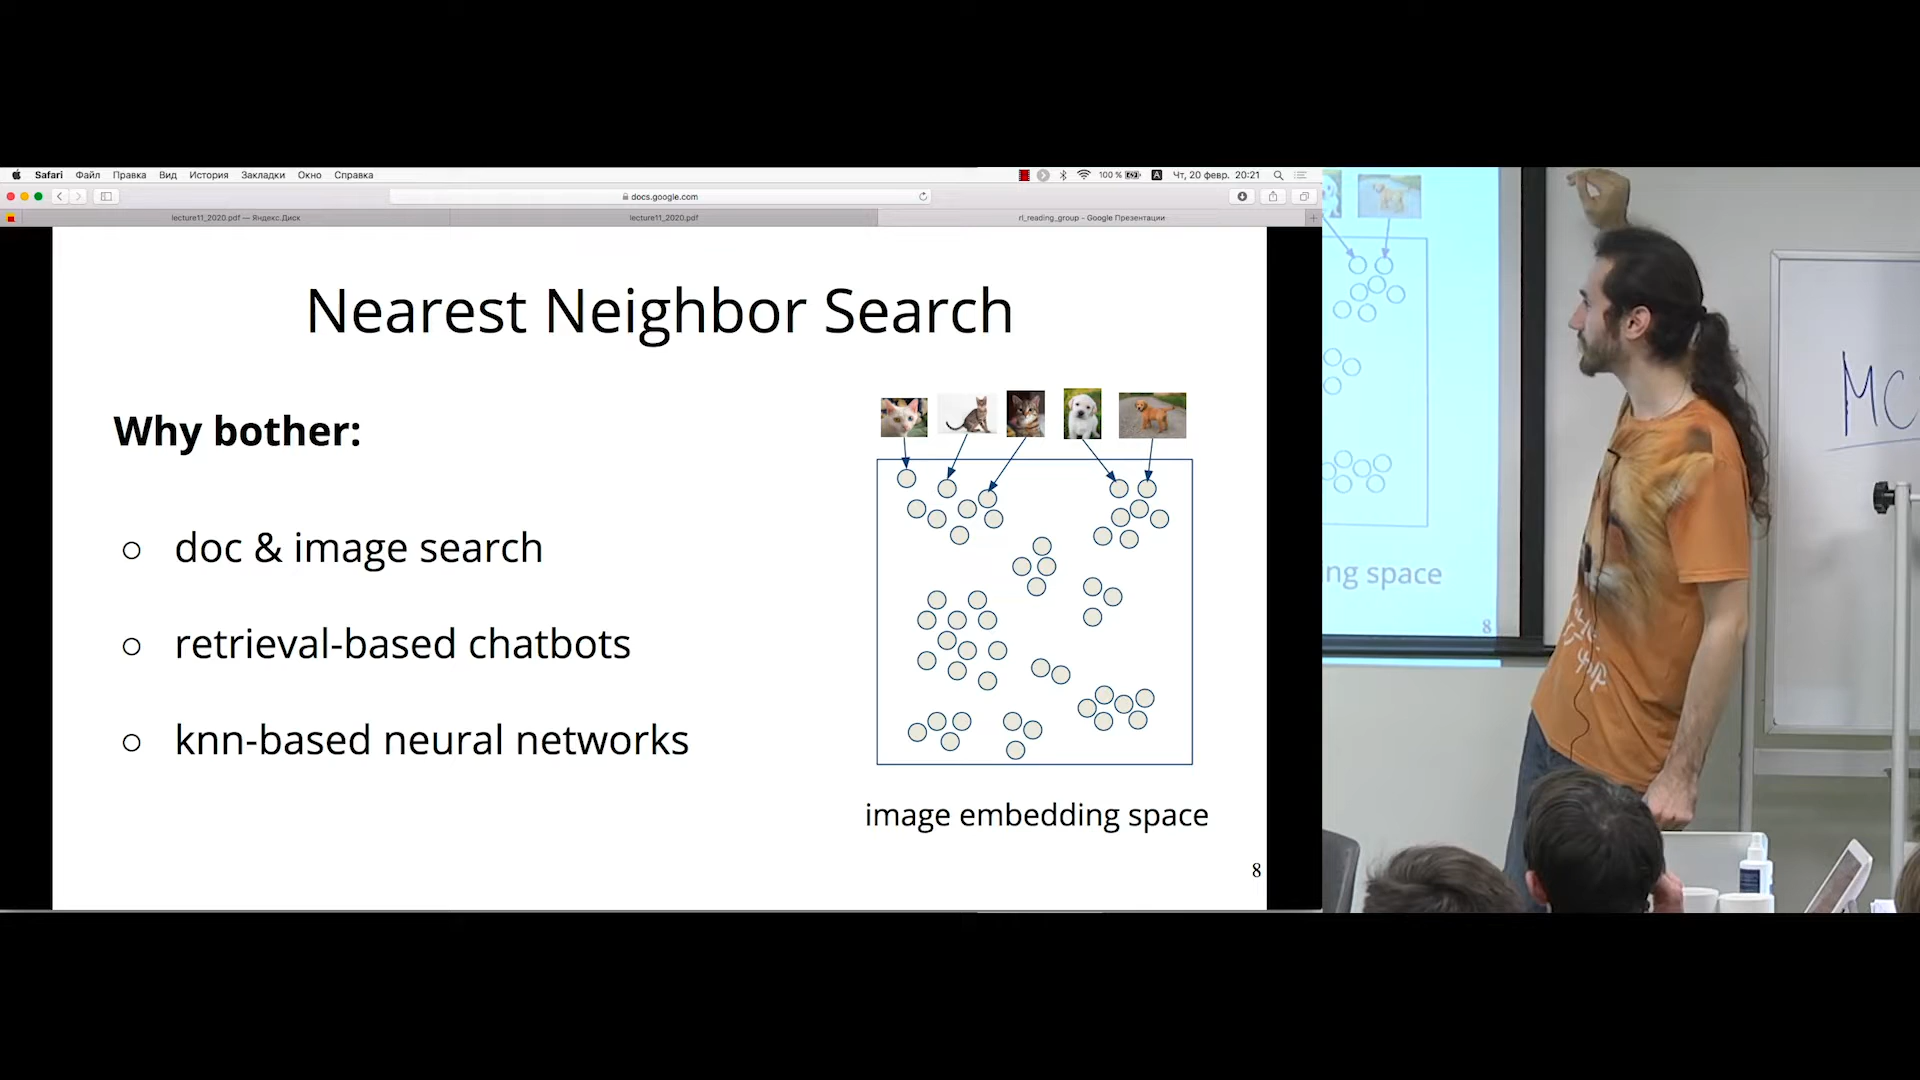 Safari Файл Правка Вид История Закладки Окно Справка
100 % Чт, 20 февр. 20:21
docs.google.com
lecture11_2020.pdf — Яндекс.Диск
lecture11_2020.pdf
rl_reading_group - Google Презентации
Nearest Neighbor Search
Why bother:
○ doc & image search
○ retrieval-based chatbots
○ knn-based neural networks
image embedding space
8
ng space
8
MC